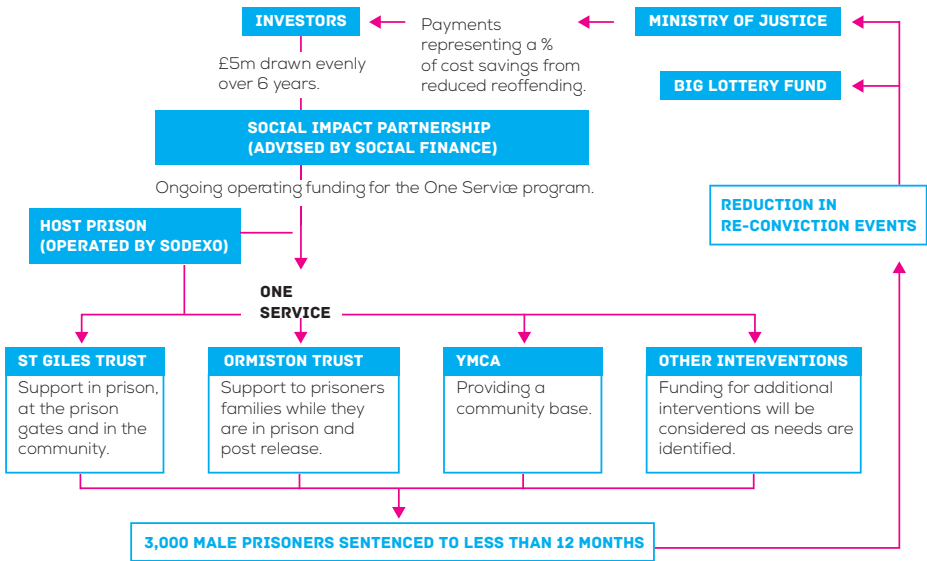 INVESTORS
Payments
representing a %
of cost savings from
reduced reoffending.
MINISTRY OF JUSTICE
£5m drawn evenly
over 6 years.
BIG LOTTERY FUND
SOCIAL IMPACT PARTNERSHIP
(ADVISED BY SOCIAL FINANCE)
Ongoing operating funding for the One Service program.
REDUCTION IN
RE-CONVICTION EVENTS
HOST PRISON
(OPERATED BY SODEXO)
ONE
SERVICE
ST GILES TRUST
Support in prison,
at the prison
gates and in the
community.
ORMISTON TRUST
Support to prisoners
families while they
are in prison and
post release.
YMCA
Providing a
community base.
OTHER INTERVENTIONS
Funding for additional
interventions will be
considered as needs are
identified.
3,000 MALE PRISONERS SENTENCED TO LESS THAN 12 MONTHS